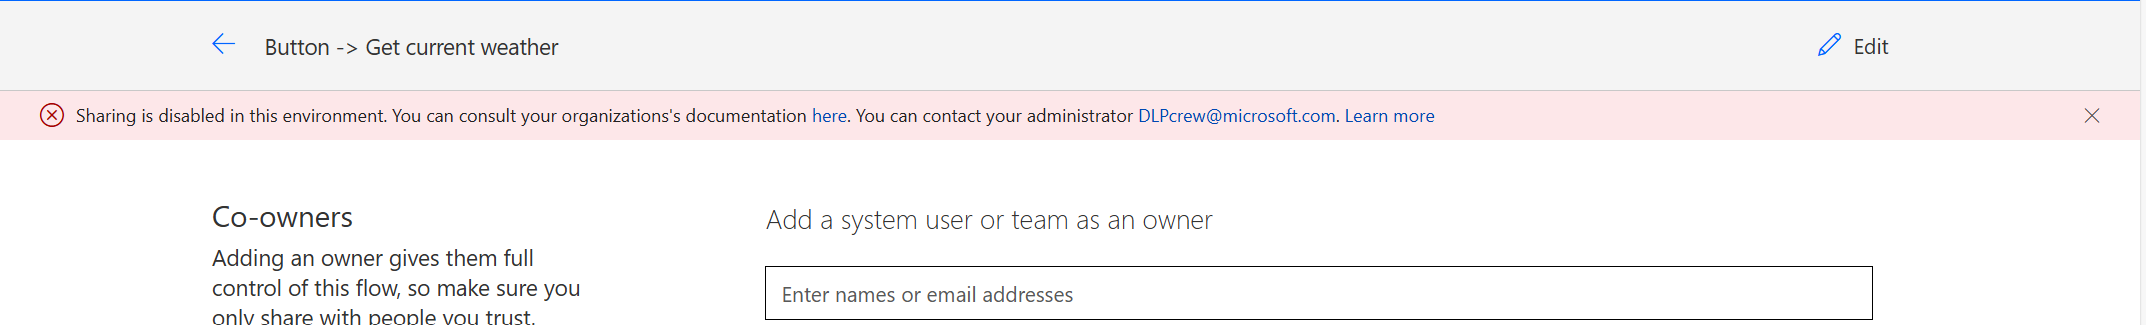 Button -> Get current weather
Edit
Sharing is disabled in this environment. You can consult your organizations's documentation here. You can contact your administrator DLPcrew@microsoft.com. Learn more
Co-owners
Adding an owner gives them full
control of this flow, so make sure you
only share with people you trust.
Add a system user or team as an owner
Enter names or email addresses